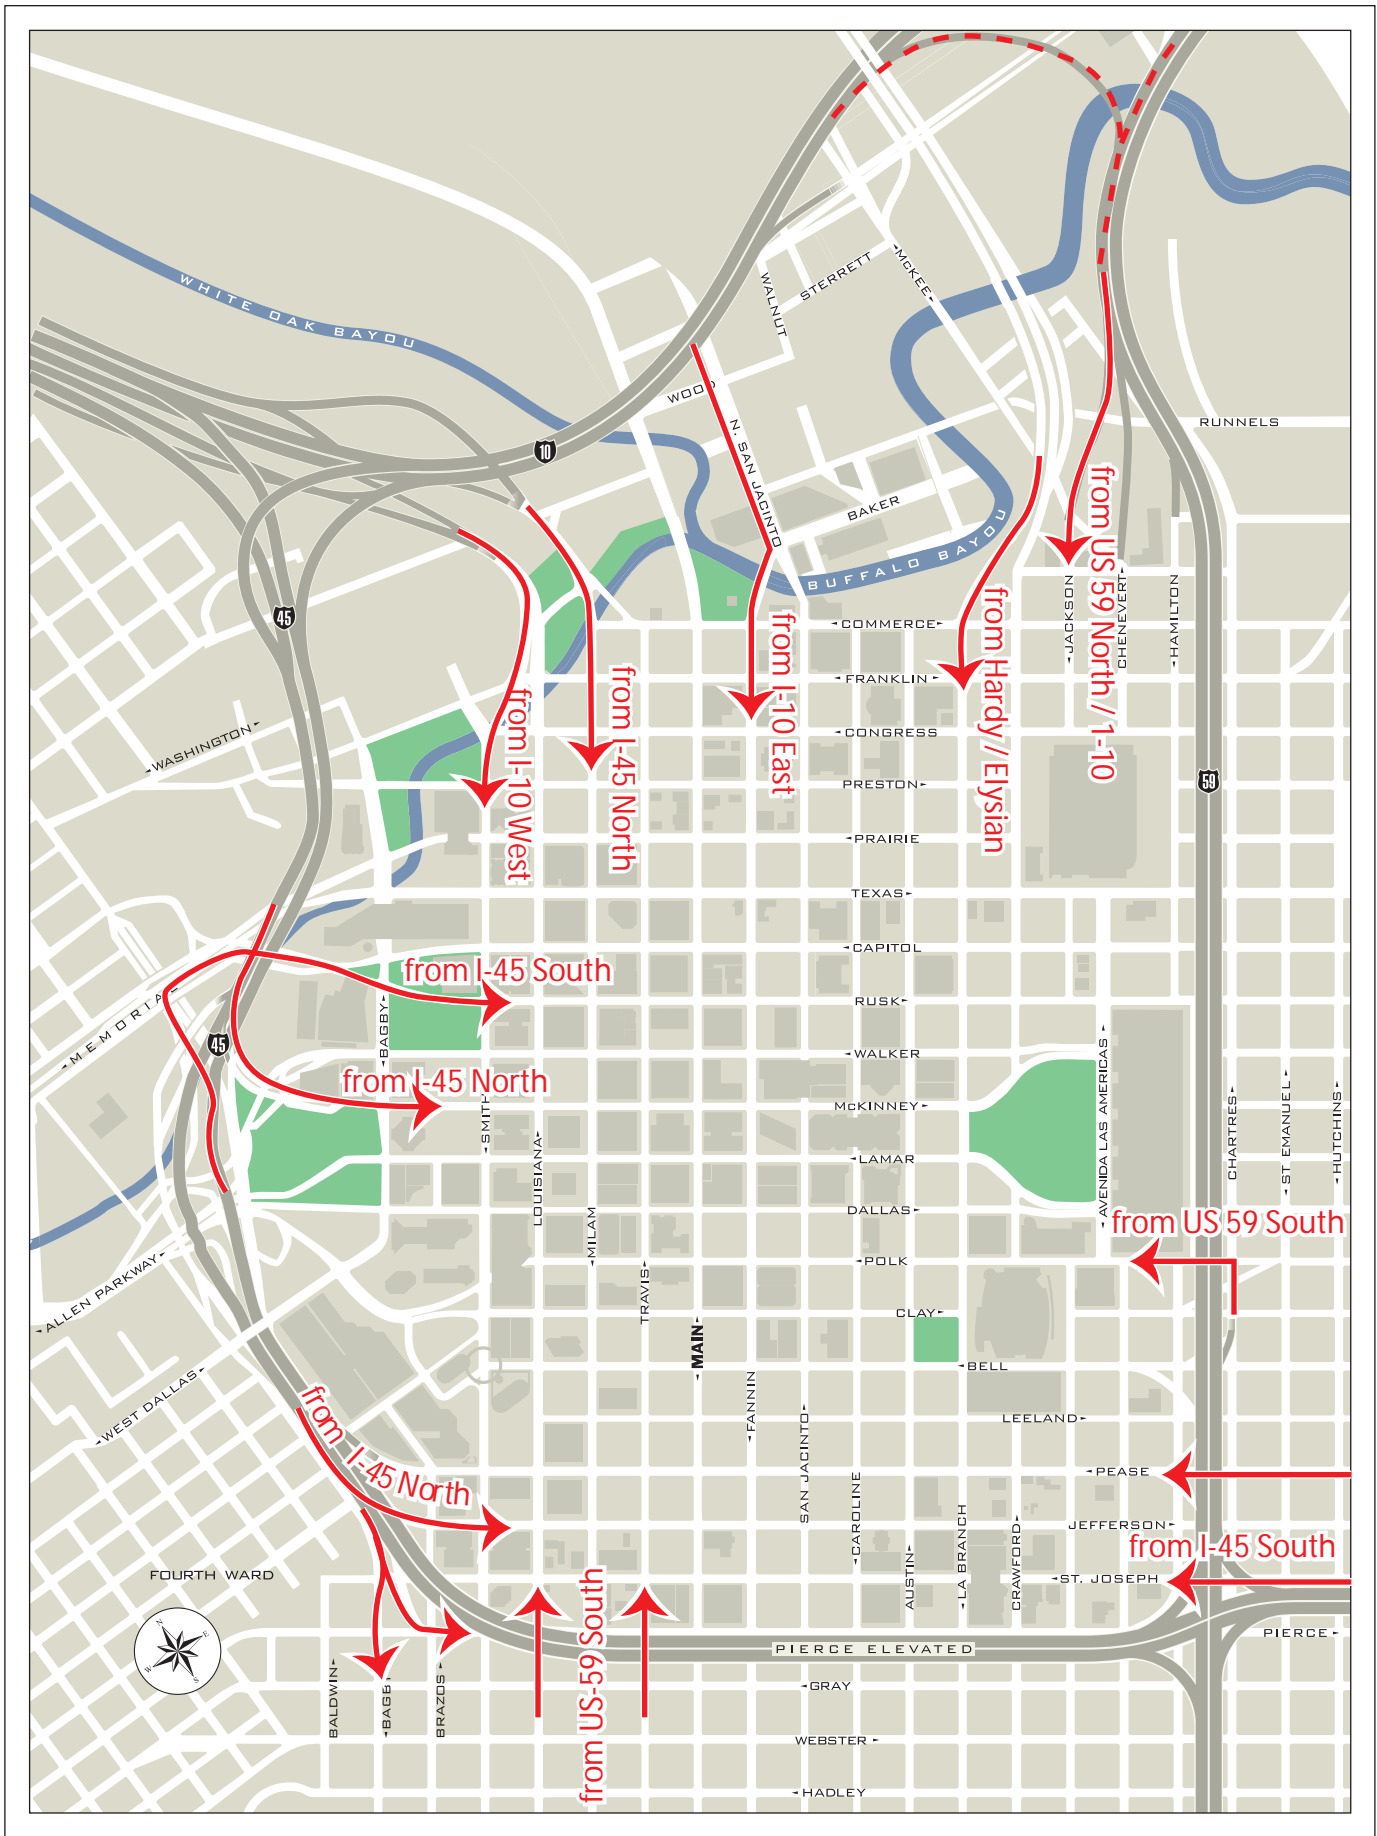 WHITE OAK BAYOU
WALNUT
STERRETT
McKEE
WOOD
N. SAN JACINTO
10
RUNNELS
BAKER
BUFFALO BAYOU
45
from US 59 North / 1-10
JACKSON
CHENEVERT
HAMILTON
COMMERCE
FRANKLIN
CONGRESS
PRESTON
PRAIRIE
TEXAS
CAPITOL
RUSK
WALKER
McKINNEY
LAMAR
DALLAS
POLK
CLAY
BELL
LEELAND
PEASE
JEFFERSON
ST. JOSEPH
from I-10 West
from I-45 North
from I-10 East
from Hardy / Elysian
59
WASHINGTON
from I-45 South
MEMORIAL
BAGBY
45
from I-45 North
SMITH
LOUISIANA
MILAM
TRAVIS
MAIN
FANNIN
SAN JACINTO
CAROLINE
AUSTIN
LA BRANCH
CRAWFORD
AVENIDA LAS AMERICAS
CHARTRES
ST EMANUEL
HUTCHINS
from US 59 South
ALLEN PARKWAY
WEST DALLAS
from I-45 North
from I-45 South
FOURTH WARD
N
E
S
W
PIERCE ELEVATED
PIERCE
from US-59 South
BALDWIN
BAGBY
BRAZOS
GRAY
WEBSTER
HADLEY